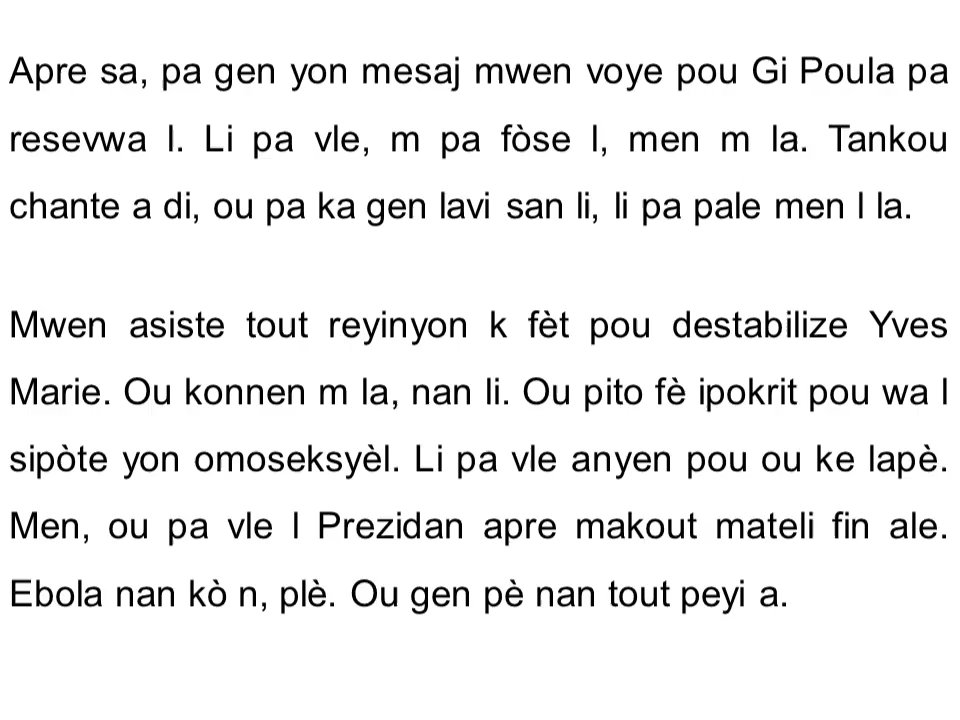 Apre sa, pa gen yon mesaj mwen voye pou Gi Poula pa
resevwa l. Li pa vle, m pa fòse l, men m la. Tankou
chante a di, ou pa ka gen lavi san li, li pa pale men l la.
Mwen asiste tout reyinyon k fèt pou destabilize Yves
Marie. Ou konnen m la, nan li. Ou pito fè ipokrit pou wa l
sipòte yon omoseksyèl. Li pa vle anyen pou ou ke lapè.
Men, ou pa vle l Prezidan apre makout mateli fin ale.
Ebola nan kò n, plè. Ou gen pè nan tout peyi a.